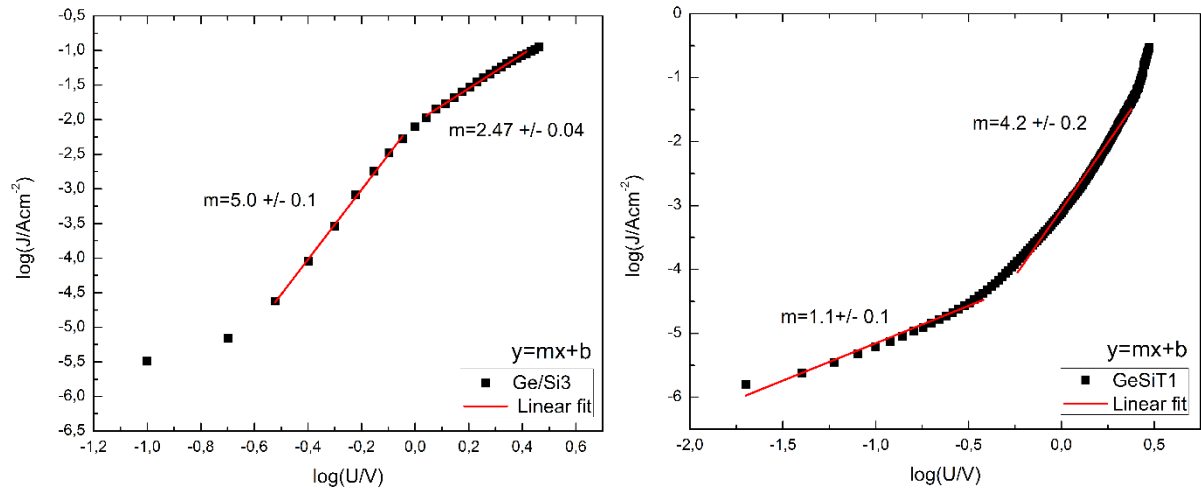 -0,5
-1,0
-1,5
-2,0
-2,5
-3,0
-3,5
-4,0
-4,5
-5,0
-5,5
-6,0
-6,5
log(J/Acm-2)
m=2.47 +/- 0.04
m=5.0 +/- 0.1
y=mx+b
Ge/Si3
Linear fit
-1,2 -1,0 -0,8 -0,6 -0,4 -0,2 0,0 0,2 0,4 0,6
log(U/V)
0
-1
-2
-3
-4
-5
-6
log(J/Acm-2)
m=4.2 +/- 0.2
m=1.1+/- 0.1
y=mx+b
GeSiT1
Linear fit
-2,0 -1,5 -1,0 -0,5 0,0 0,5
log(U/V)